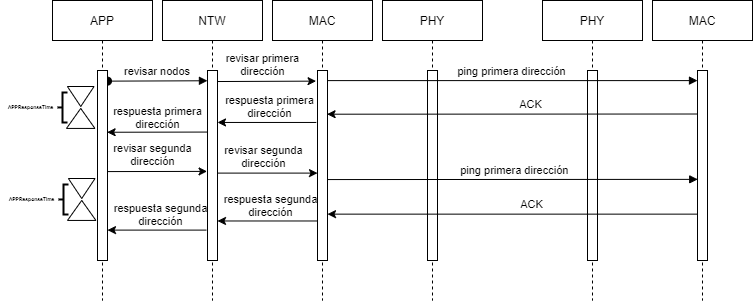 APP
NTW
MAC
PHY
PHY
MAC
revisar nodos
revisar primera
dirección
ping primera dirección
APPResponseTime
respuesta primera
dirección
respuesta primera
dirección
ACK
revisar segunda
dirección
revisar segunda
dirección
ping primera dirección
APPResponseTime
respuesta segunda
dirección
respuesta segunda
dirección
ACK